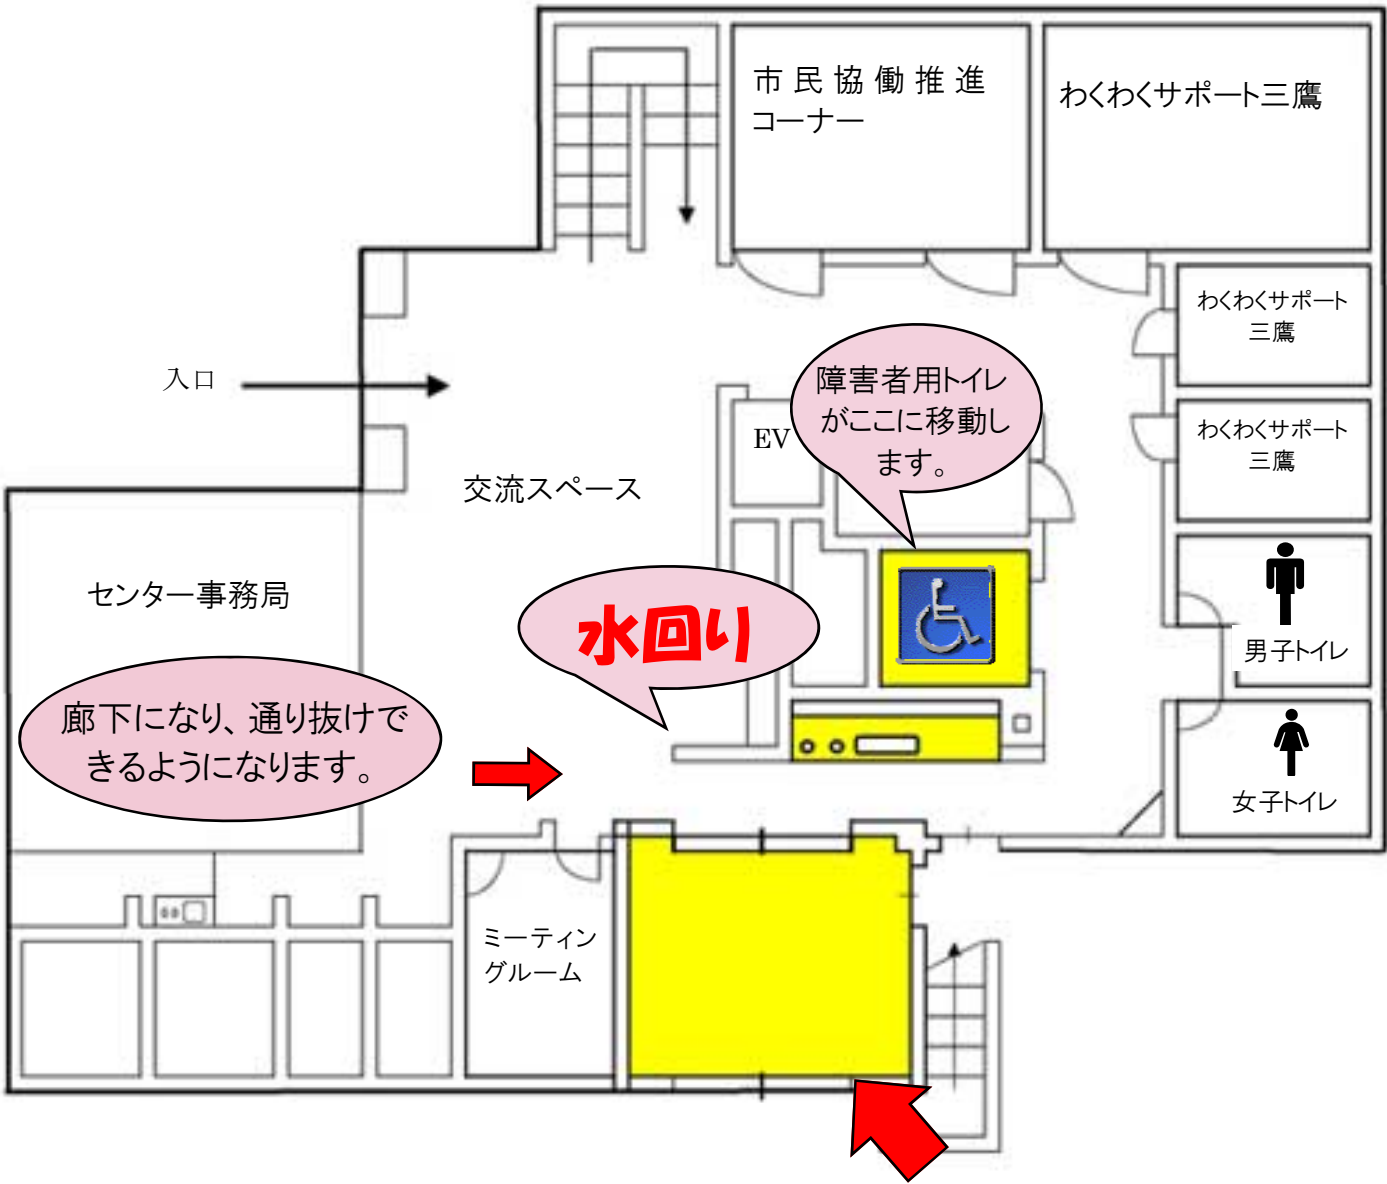 市民協働推進
コーナー
わくわくサポート三鷹
わくわくサポート
三鷹
入口
障害者用トイレ
がここに移動し
ます。
EV
わくわくサポート
三鷹
交流スペース
センター事務局
水回り
男子トイレ
廊下になり、通り抜けで
きるようになります。
女子トイレ
ミーティン
グルーム